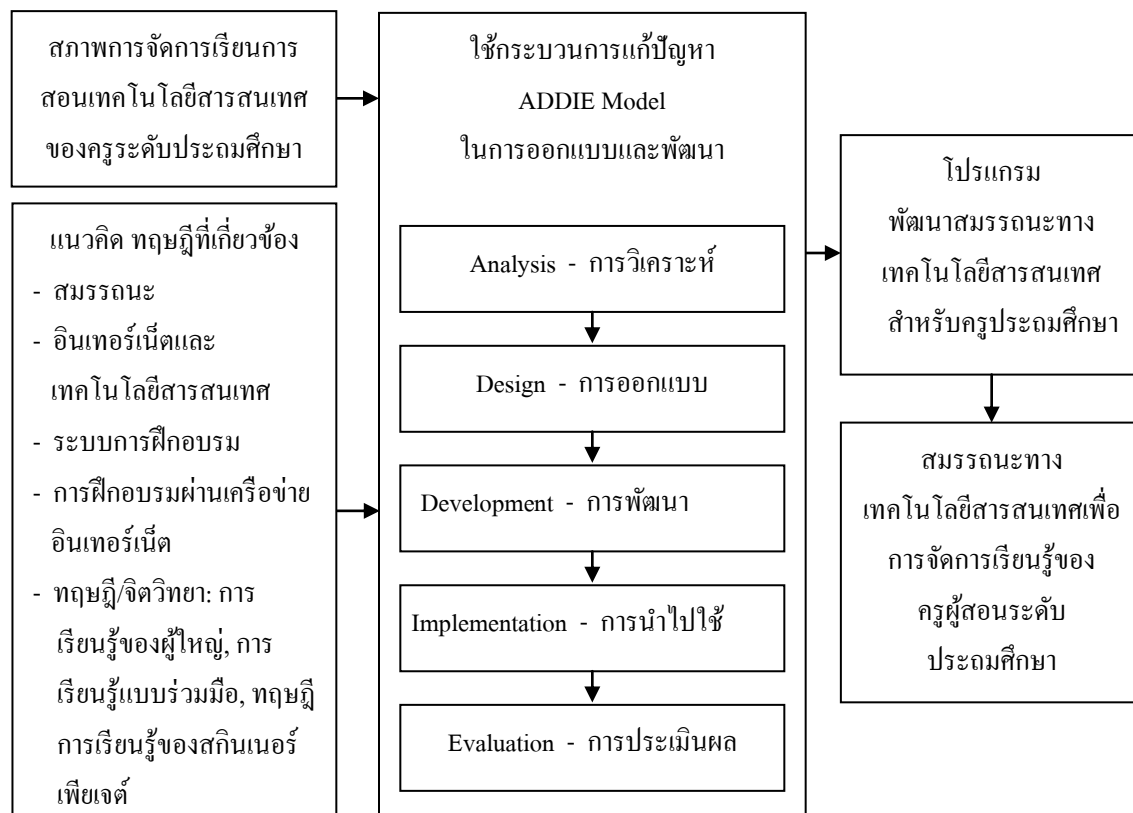 สภาพการจัดการเรียนการ
สอนเทคโนโลยีสารสนเทศ
ของครูระดับประถมศึกษา
แนวคิด ทฤษฎีที่เกี่ยวข้อง
- สมรรถนะ
- อินเทอร์เน็ตและ
เทคโนโลยีสารสนเทศ
- ระบบการฝึกอบรม
- การฝึกอบรมผ่านเครือข่าย
อินเทอร์เน็ต
- ทฤษฎี/จิตวิทยา: การ
เรียนรู้ของผู้ใหญ่, การ
เรียนรู้แบบร่วมมือ, ทฤษฎี
การเรียนรู้ของสกินเนอร์
เพียเจต์
ใช้กระบวนการแก้ปัญหา
ADDIE Model
ในการออกแบบและพัฒนา
Analysis - การวิเคราะห์
Design - การออกแบบ
Development - การพัฒนา
Implementation - การนำไปใช้
Evaluation - การประเมินผล
โปรแกรม
พัฒนาสมรรถนะทาง
เทคโนโลยีสารสนเทศ
สำหรับครูประถมศึกษา
สมรรถนะทาง
เทคโนโลยีสารสนเทศเพื่อ
การจัดการเรียนรู้ของ
ครูผู้สอนระดับ
ประถมศึกษา